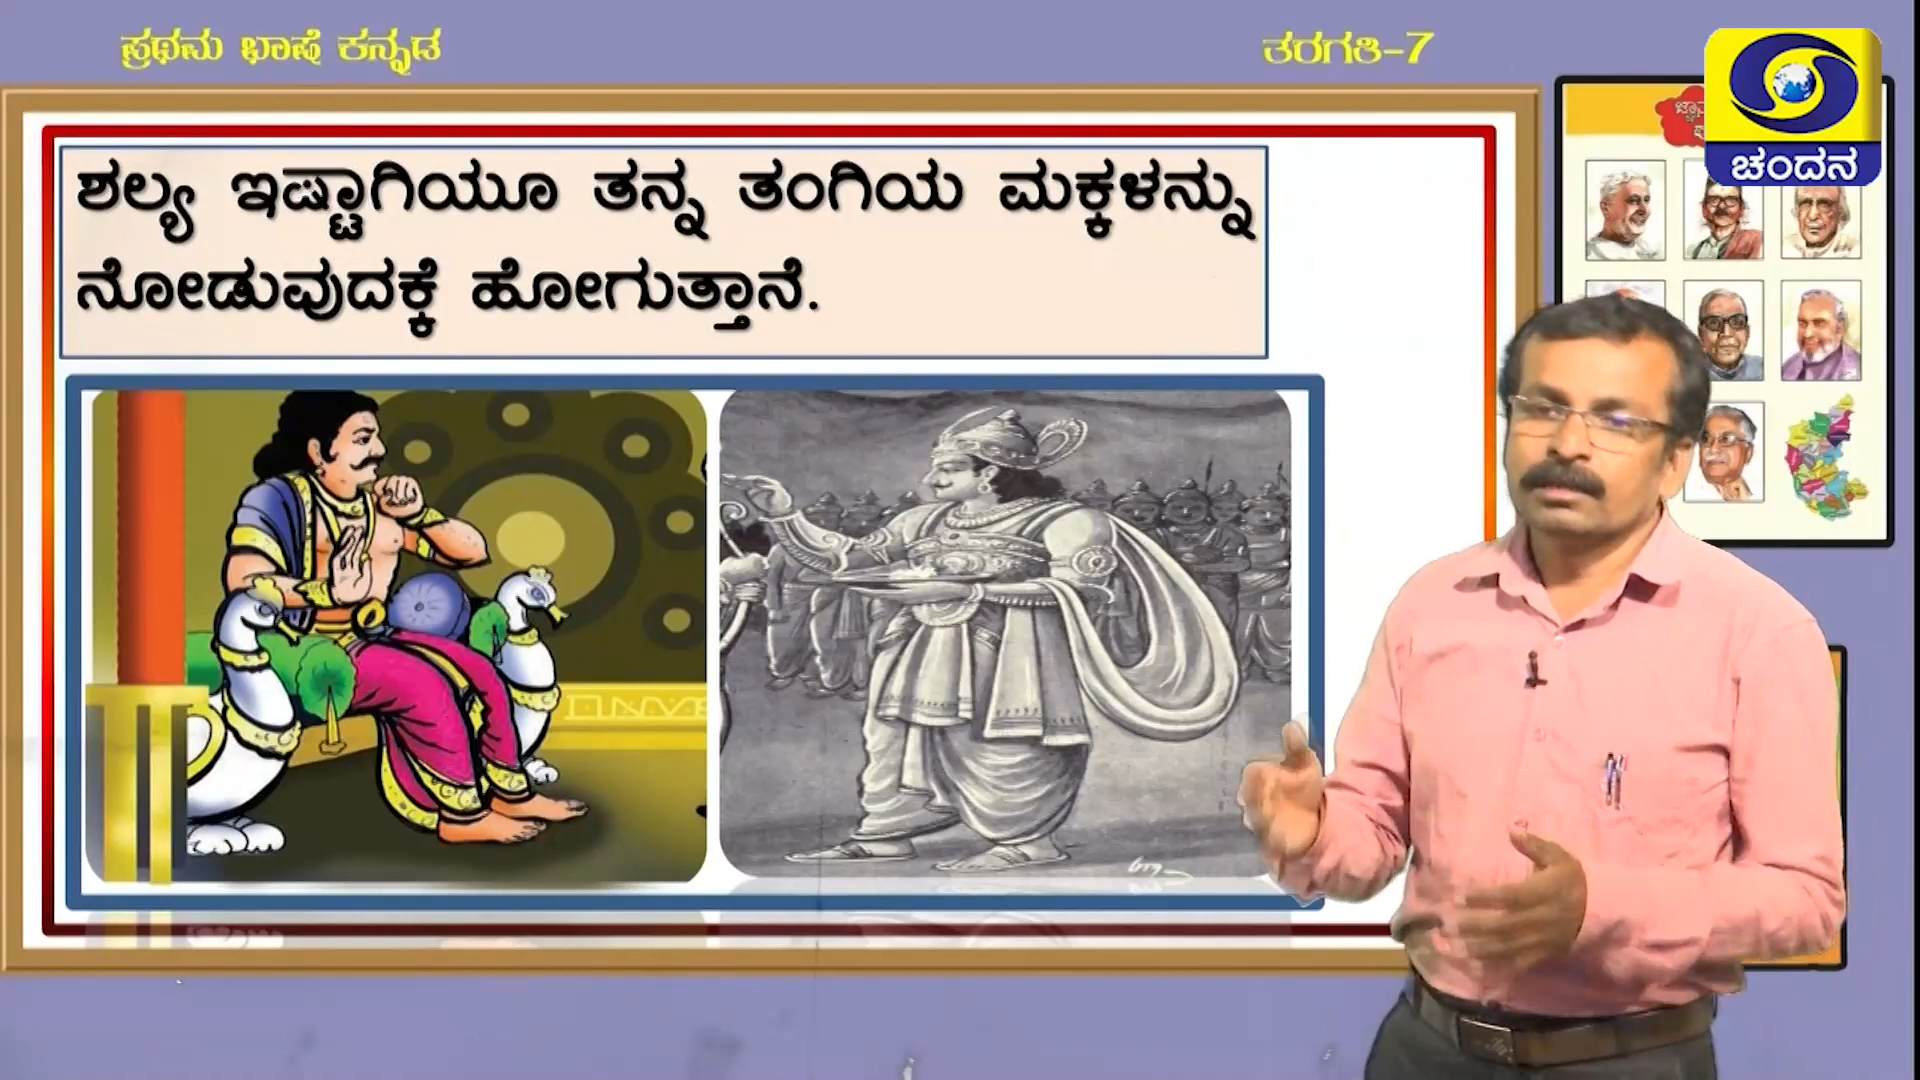 ಪ್ರಥಮ ಭಾಷೆ ಕನ್ನಡ
ತರಗತಿ-7
ಚಂದನ
ಶಲ್ಯ ಇಷ್ಟಾಗಿಯೂ ತನ್ನ ತಂಗಿಯ ಮಕ್ಕಳನ್ನು
ನೋಡುವುದಕ್ಕೆ ಹೋಗುತ್ತಾನೆ.